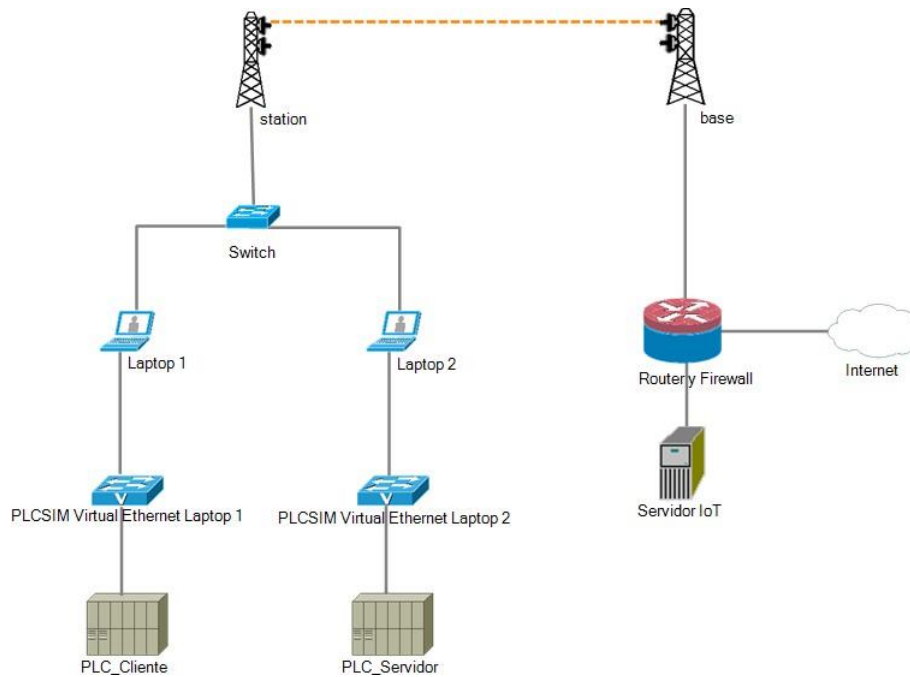 station
base
Switch
Laptop 1
Laptop 2
Router y Firewall
Internet
PLCSIM Virtual Ethernet Laptop 1
PLCSIM Virtual Ethernet Laptop 2
Servidor IoT
PLC_Cliente
PLC_Servidor